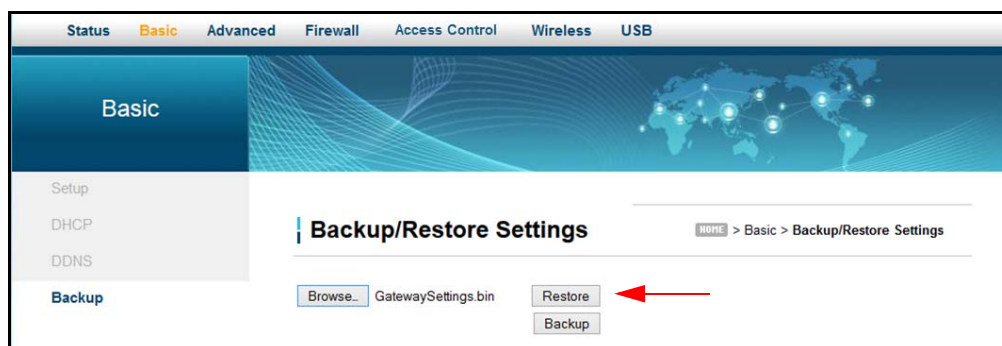 Status Basic Advanced Firewall Access Control Wireless USB
Basic
Setup
DHCP
DDNS
Backup
Backup/Restore Settings
HOME > Basic > Backup/Restore Settings
Browse.. GatewaySettings.bin Restore
Backup